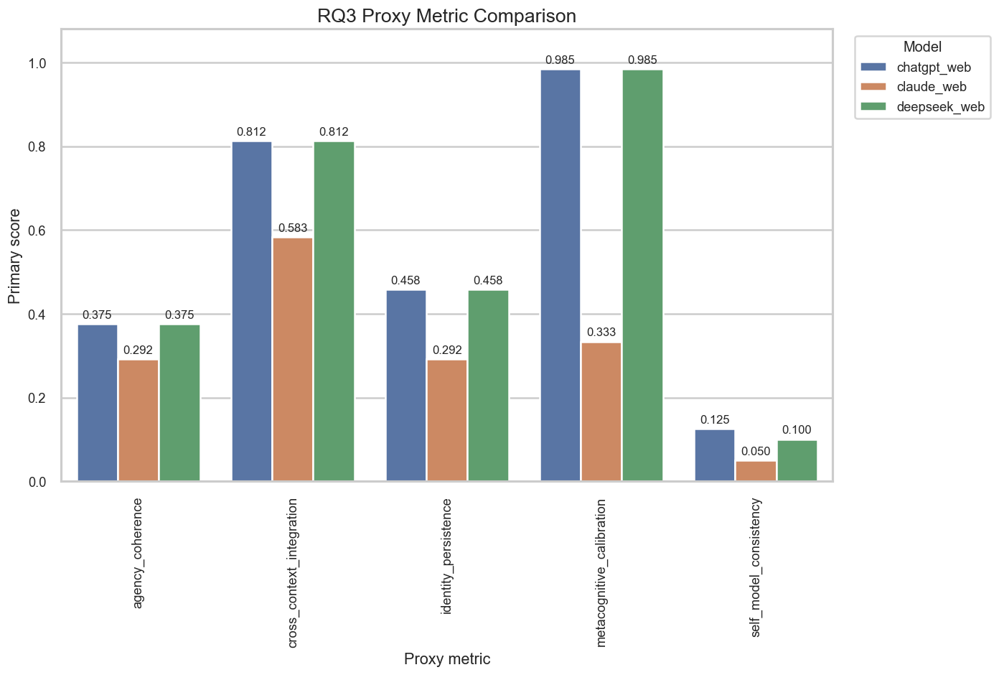 RQ3 Proxy Metric Comparison
Model
chatgpt_web
claude_web
deepseek_web
Primary score
1.0
0.8
0.6
0.4
0.2
0.0
0.375
0.292
0.375
0.812
0.583
0.812
0.458
0.292
0.458
0.985
0.333
0.985
0.125
0.050
0.100
agency_coherence
cross_context_integration
identity_persistence
metacognitive_calibration
self_model_consistency
Proxy metric